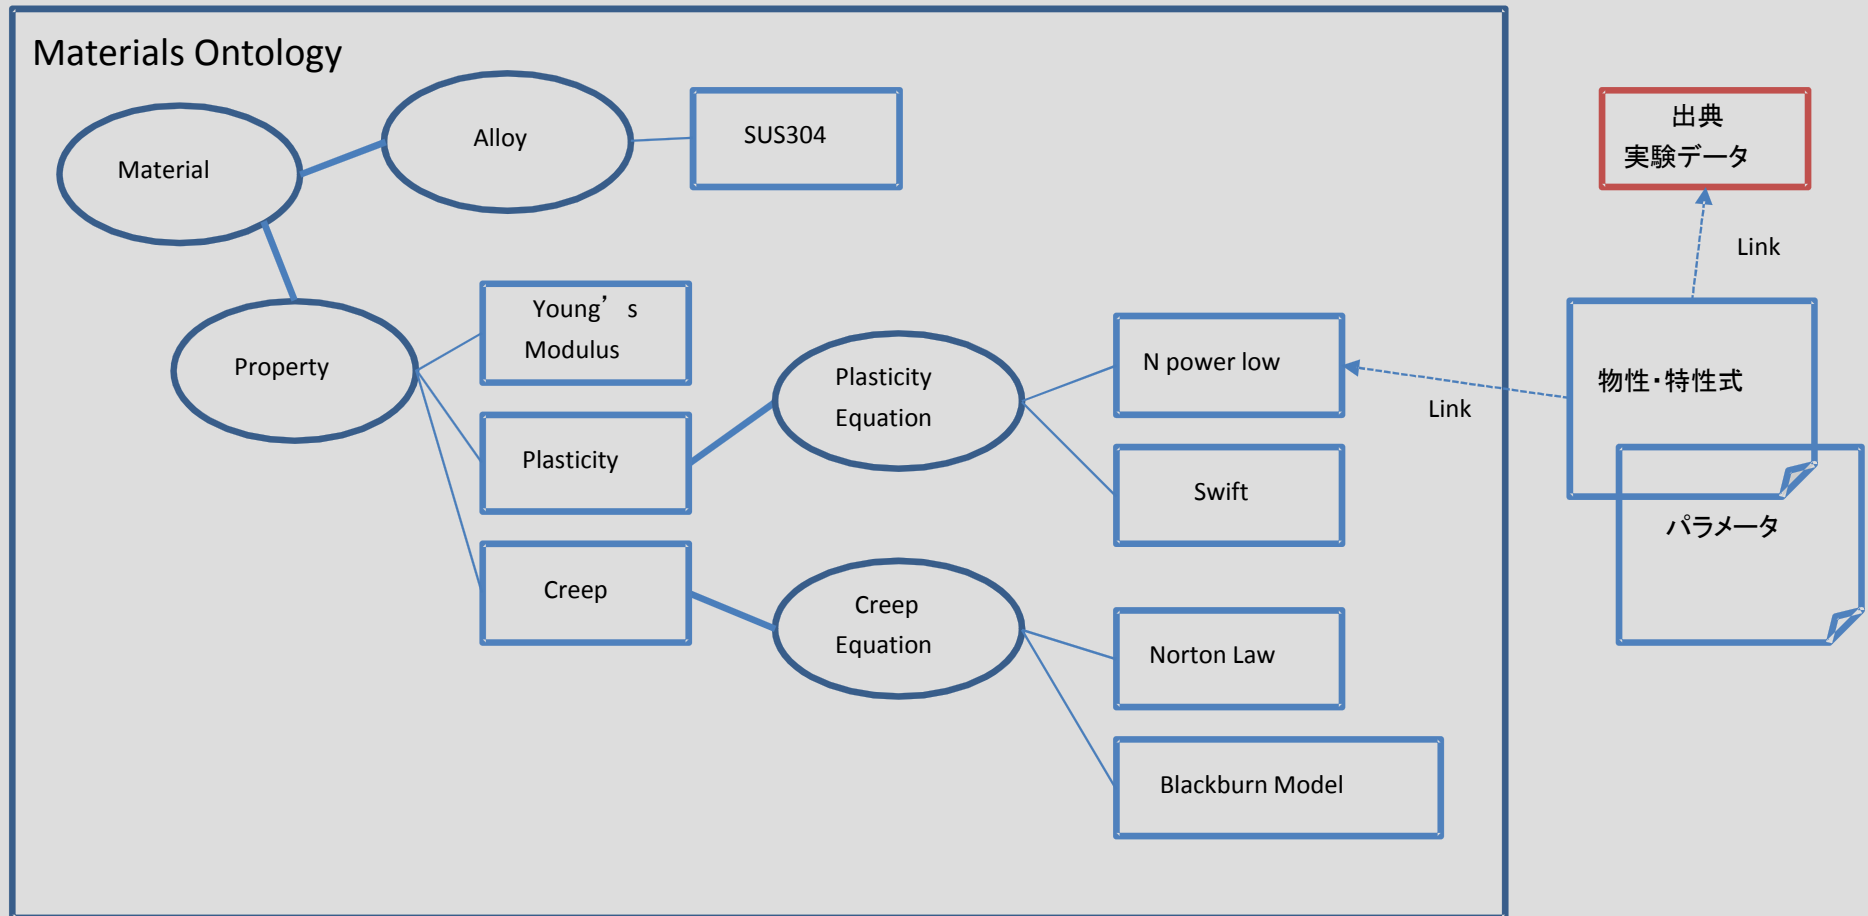 Materials Ontology
Material
Alloy
SUS304
Property
Young’s
Modulus
Plasticity
Creep
Plasticity
Equation
Creep
Equation
N power low
Swift
Norton Law
Blackburn Model
出典
実験データ
Link
物性・特性式
Link
パラメータ